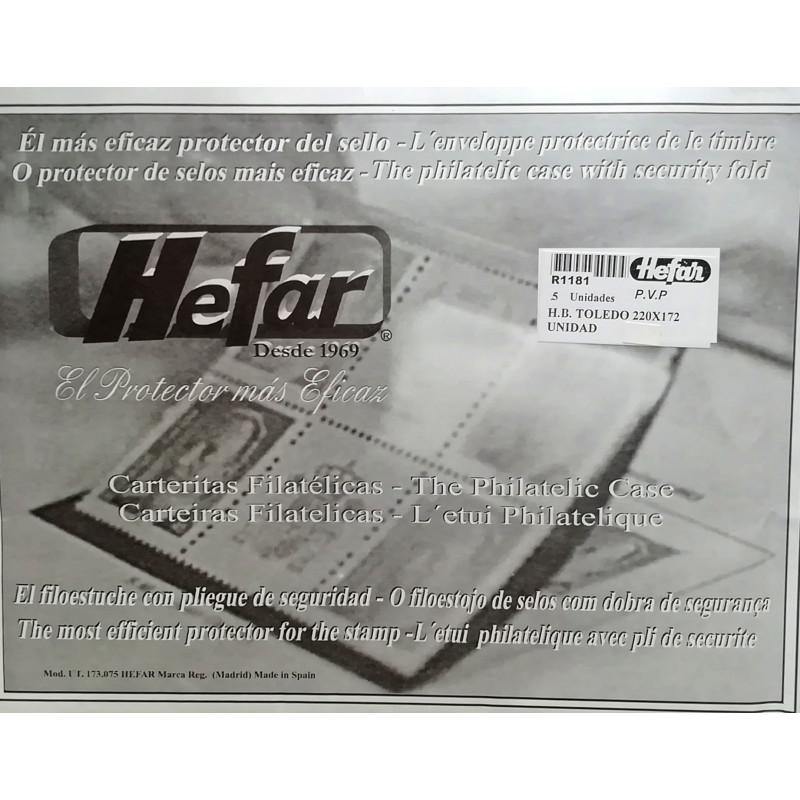 Él más eficaz protector del sello - L´enveloppe protectrice de le timbre
O protector de selos mais eficaz - The philatelic case with security fold
Hefar ®
Desde 1969
El Protector más Eficaz
Hefar
R1181
5 Unidades P.V.P
H.B. TOLEDO 220X172
UNIDAD
Carteritas Filatélicas - The Philatelic Case
Carteiras Filatelicas - L´etui Philatelique
El filoestuche con pliegue de seguridad - O filoestojo de selos com dobra de segurança
The most efficient protector for the stamp -L´etui philatelique avec pli de securite
Mod. UT. 173.075 HEFAR Marca Reg. (Madrid) Made in Spain